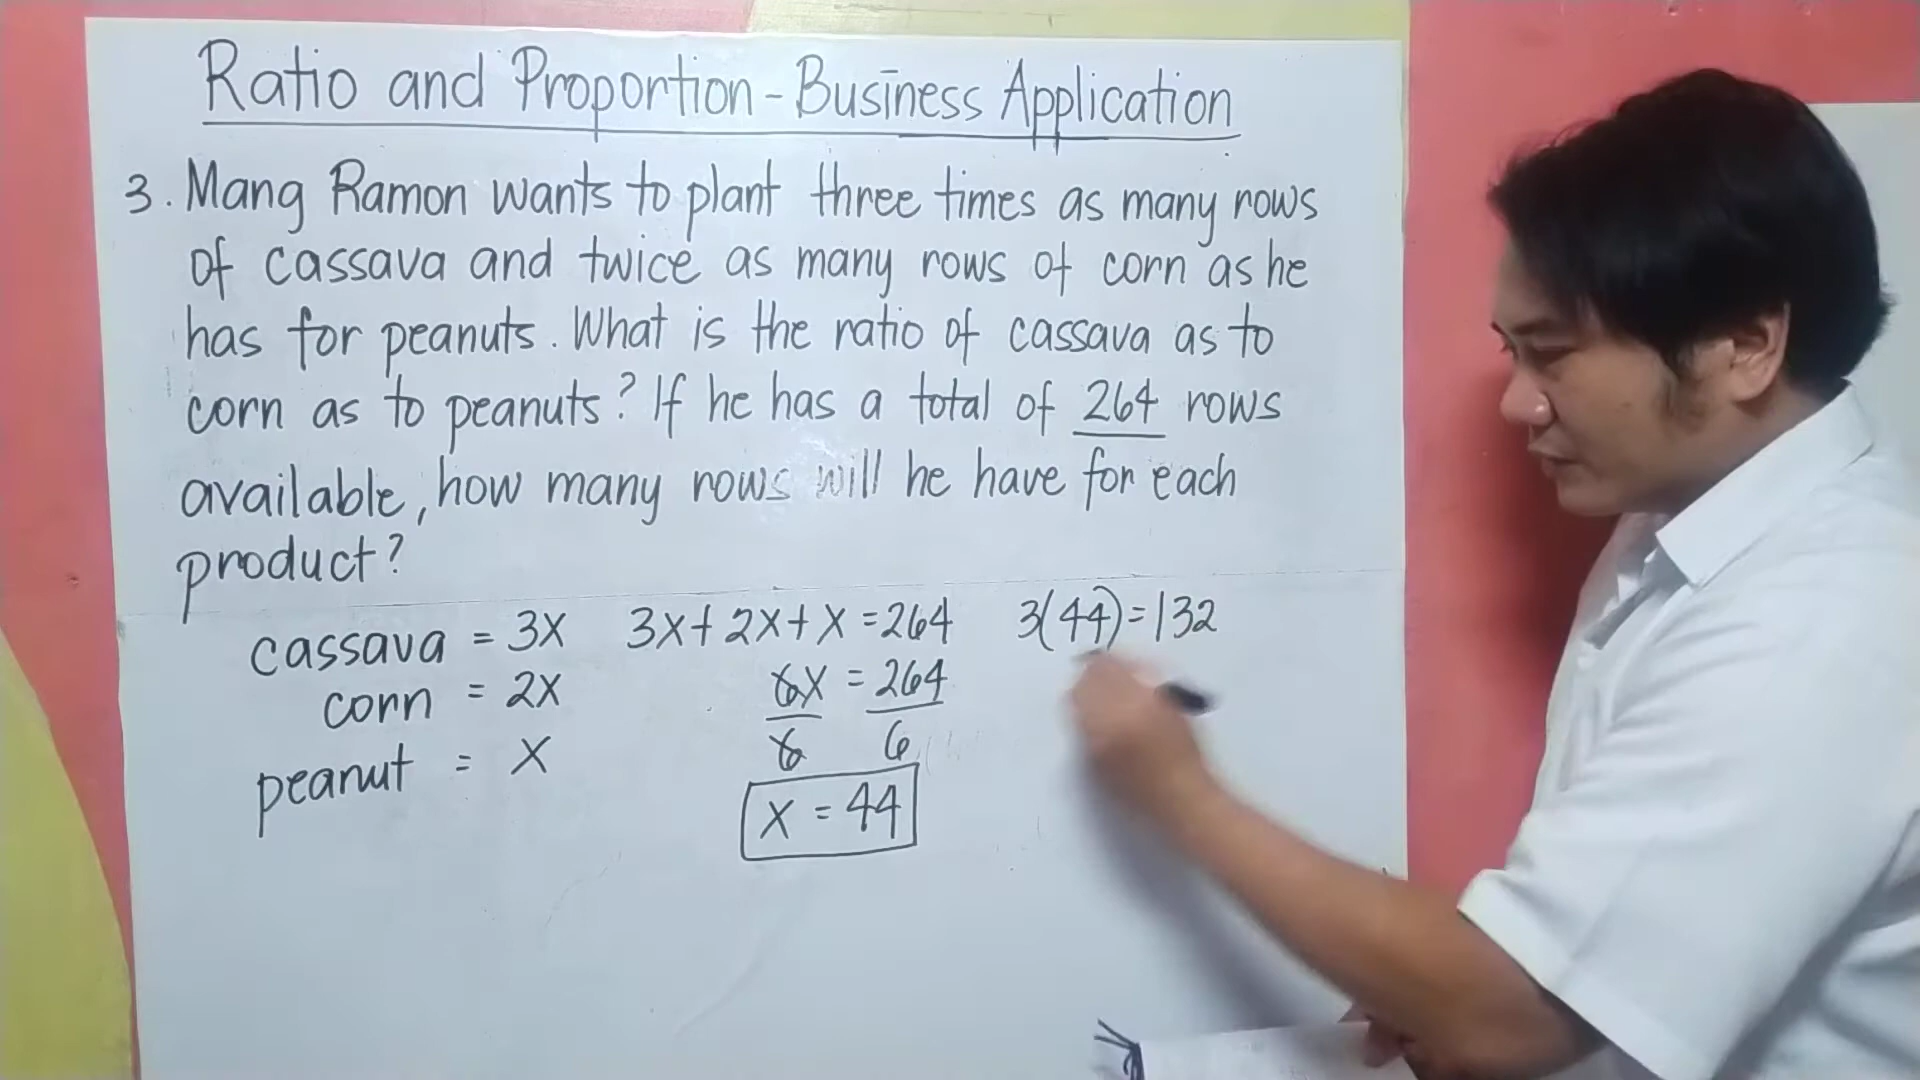 Ratio and Proportion - Business Application
3. Mang Ramon wants to plant three times as many rows
of cassava and twice as many rows of corn as he
has for peanuts. What is the ratio of cassava as to
corn as to peanuts? If he has a total of 264 rows
available, how many rows will he have for each
product?
cassava = 3x
corn = 2x
peanut = x
3x + 2x + x = 264
6x = 264
6 6
x = 44
3(44) = 132